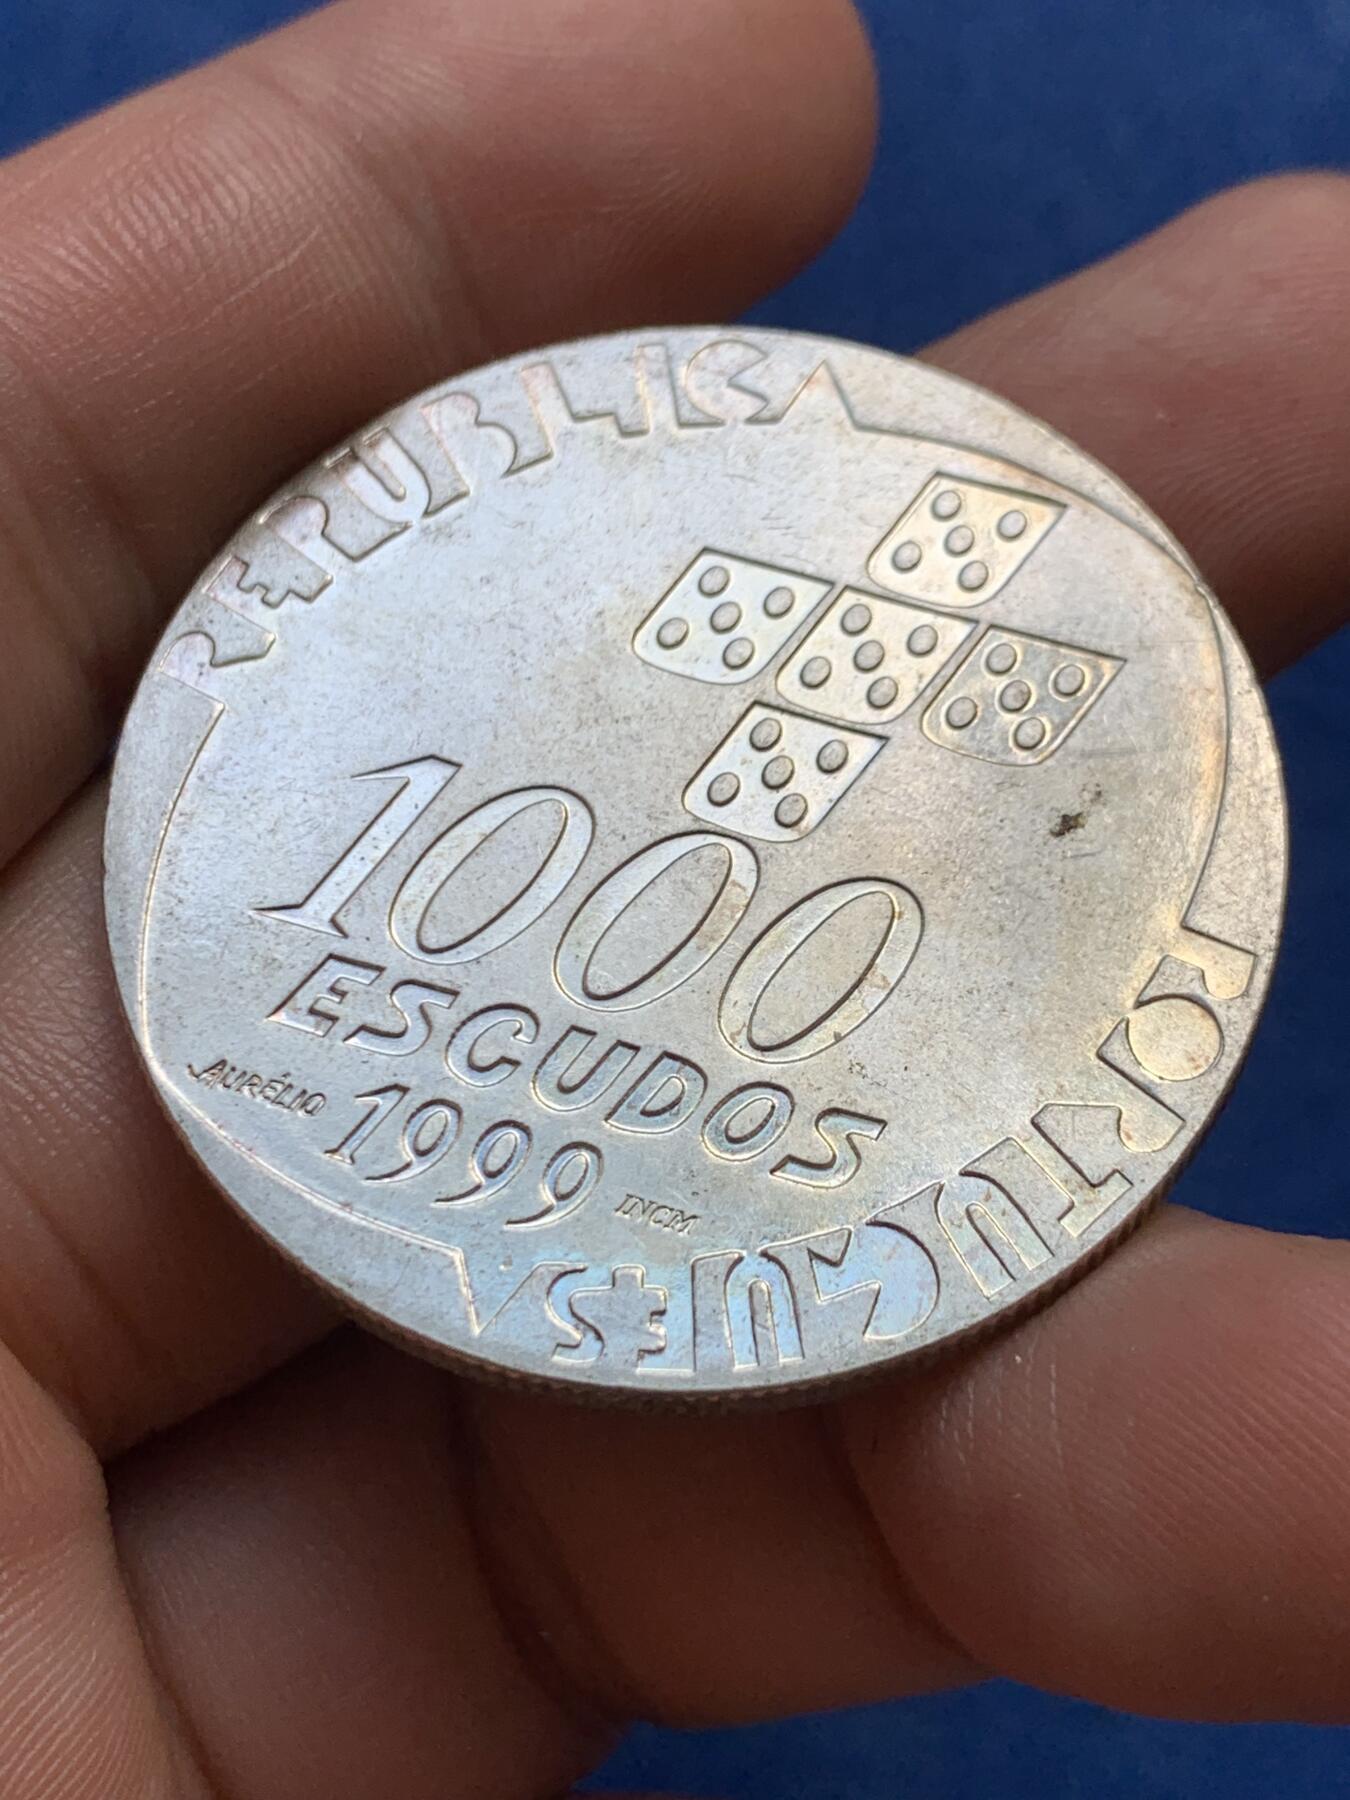 REPUBLICA
1000
ESCUDOS
AURÉLIO 1999 INCM
PORTUGUESA